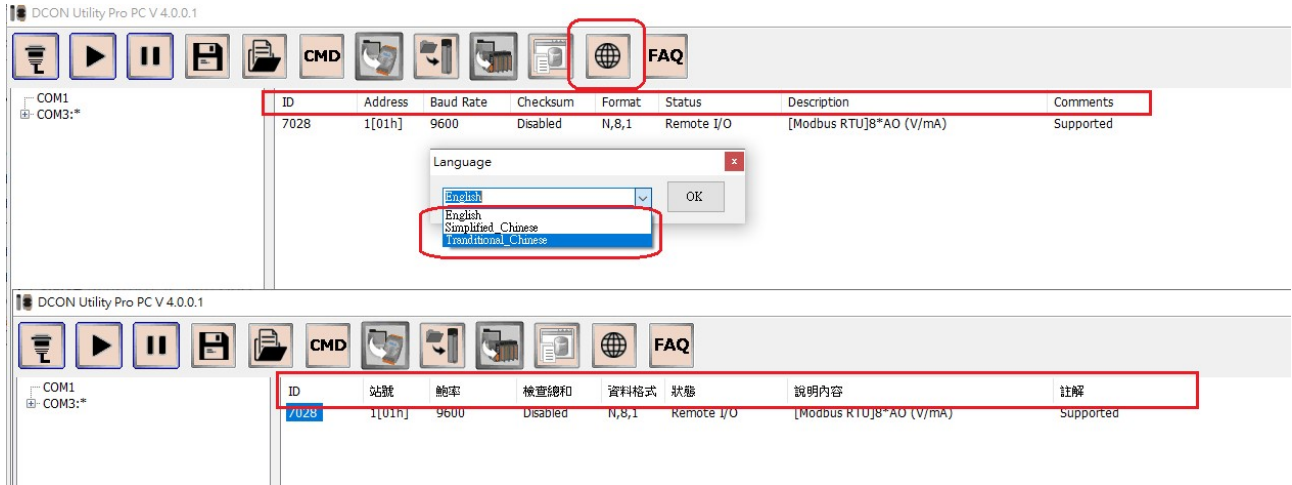 DCON Utility Pro PC V 4.0.0.1
CMD FAQ
COM1
COM3:*
ID Address Baud Rate Checksum Format Status Description Comments
7028 1[01h] 9600 Disabled N,8,1 Remote I/O [Modbus RTU]8*AO (V/mA) Supported
Language x
English OK
English
Simplified_Chinese
Tranditional_Chinese
DCON Utility Pro PC V 4.0.0.1
CMD FAQ
COM1
COM3:*
ID 站號 鮑率 檢查總和 資料格式 狀態 說明內容 註解
7028 1[01h] 9600 Disabled N,8,1 Remote I/O [Modbus RTU]8*AO (V/mA) Supported